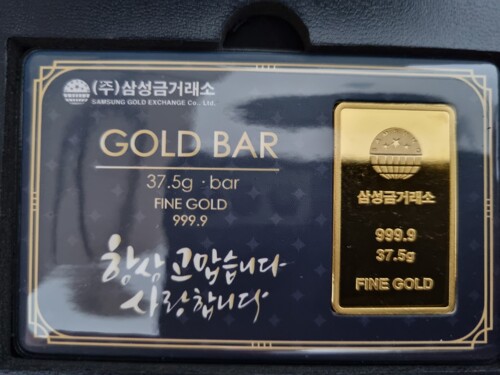 (주)삼성금거래소
SAMSUNG GOLD EXCHANGE Co., Ltd.
GOLD BAR
37.5g · bar
FINE GOLD
999.9
항상 고맙습니다
사랑합니다
삼성금거래소
999.9
37.5g
FINE GOLD